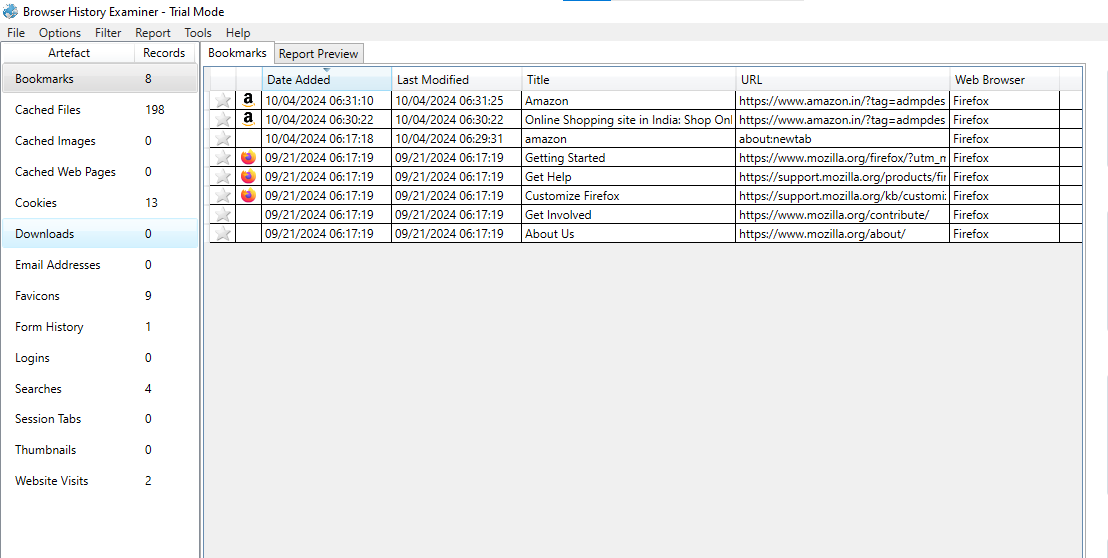 Browser History Examiner - Trial Mode
File Options Filter Report Tools Help
Artefact Records
Bookmarks 8
Cached Files 198
Cached Images 0
Cached Web Pages 0
Cookies 13
Downloads 0
Email Addresses 0
Favicons 9
Form History 1
Logins 0
Searches 4
Session Tabs 0
Thumbnails 0
Website Visits 2
Bookmarks Report Preview
Date Added Last Modified Title URL Web Browser
10/04/2024 06:31:10 10/04/2024 06:31:25 Amazon https://www.amazon.in/?tag=admpdes Firefox
10/04/2024 06:30:22 10/04/2024 06:30:22 Online Shopping site in India: Shop Onl https://www.amazon.in/?tag=admpdes Firefox
10/04/2024 06:17:18 10/04/2024 06:29:31 amazon about:newtab Firefox
09/21/2024 06:17:19 09/21/2024 06:17:19 Getting Started https://www.mozilla.org/firefox/?utm_m Firefox
09/21/2024 06:17:19 09/21/2024 06:17:19 Get Help https://support.mozilla.org/products/fir Firefox
09/21/2024 06:17:19 09/21/2024 06:17:19 Customize Firefox https://support.mozilla.org/kb/customi Firefox
09/21/2024 06:17:19 09/21/2024 06:17:19 Get Involved https://www.mozilla.org/contribute/ Firefox
09/21/2024 06:17:19 09/21/2024 06:17:19 About Us https://www.mozilla.org/about/ Firefox